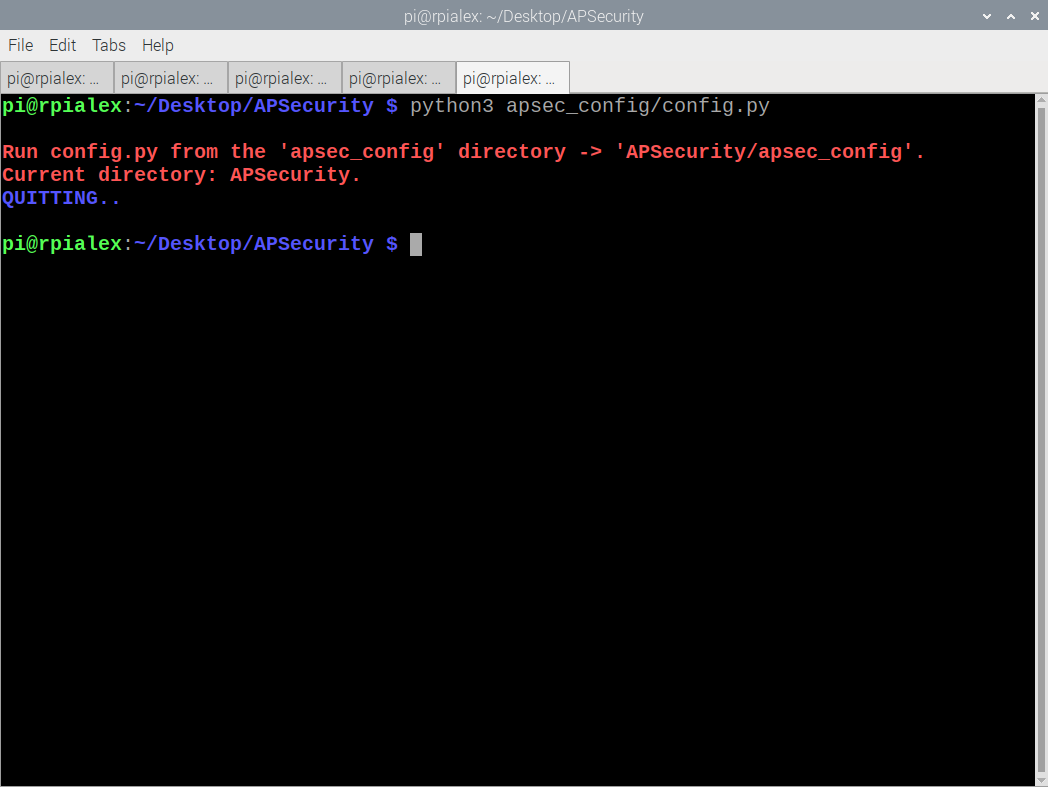 pi@rpialex: ~/Desktop/APSecurity
File Edit Tabs Help
pi@rpialex: ... pi@rpialex: ... pi@rpialex: ... pi@rpialex: ... pi@rpialex: ...
pi@rpialex:~/Desktop/APSecurity $ python3 apsec_config/config.py
Run config.py from the 'apsec_config' directory -> 'APSecurity/apsec_config'.
Current directory: APSecurity.
QUITTING..
pi@rpialex:~/Desktop/APSecurity $